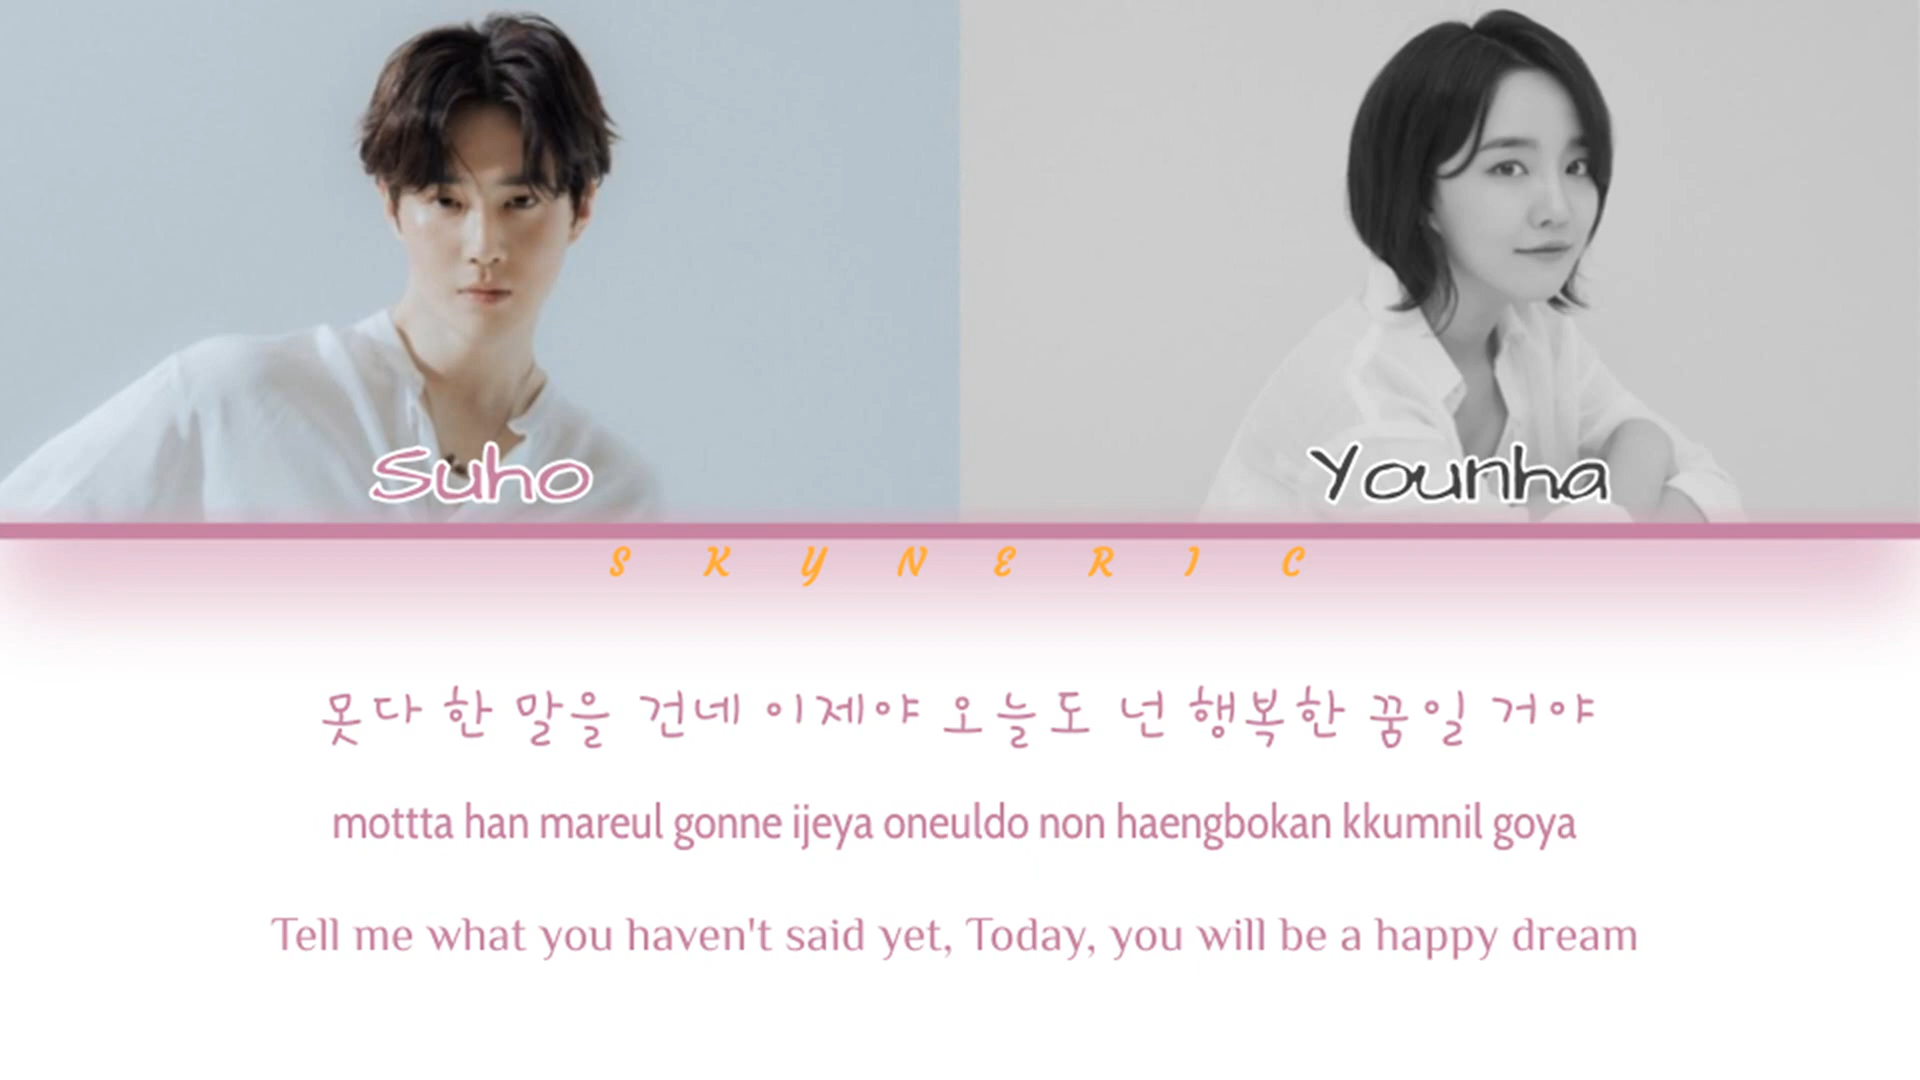 Suho
Younha
SKYNERIC
못다 한 말을 건네 이제야 오늘도 넌 행복한 꿈일 거야
mottta han mareul gonne ijeya oneuldo non haengbokan kkumnil goya
Tell me what you haven't said yet, Today, you will be a happy dream